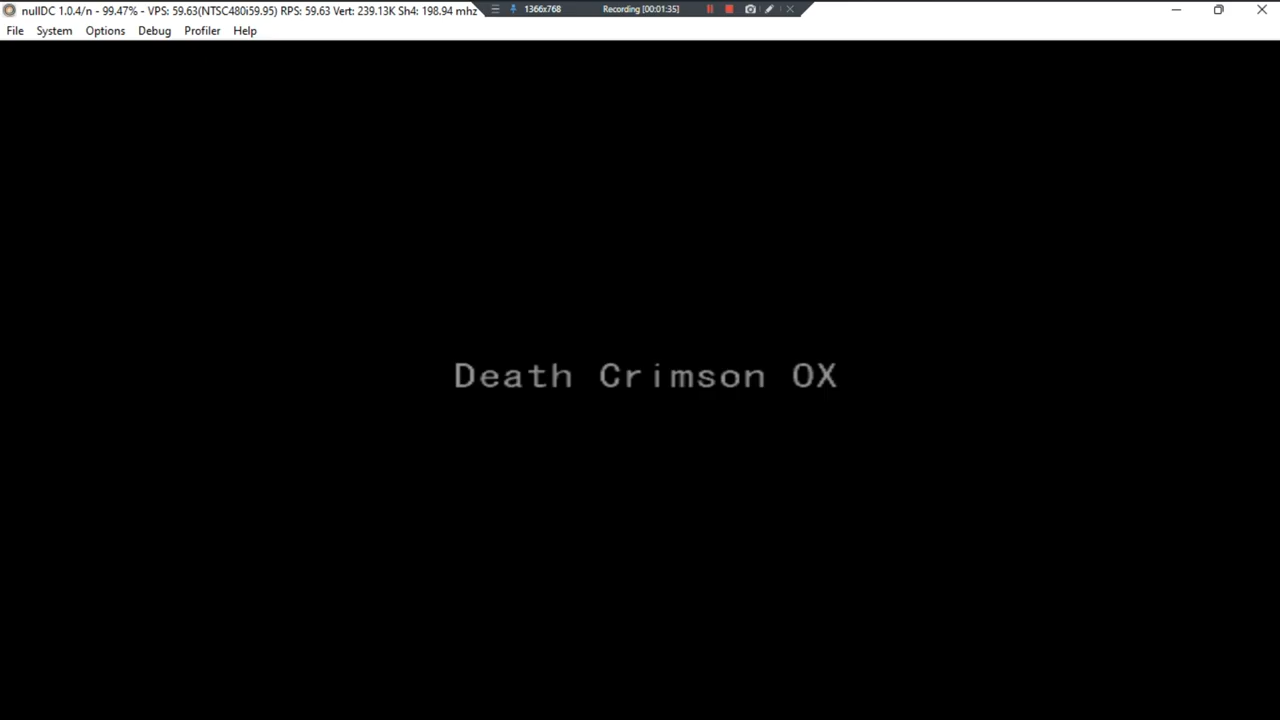 nullDC 1.0.4/n - 99.47% - VPS: 59.63(NTSC480i59.95) RPS: 59.63 Vert: 239.13K Sh4: 198.94 mhz
1366x768 Recording [00:01:35]
File System Options Debug Profiler Help
Death Crimson OX